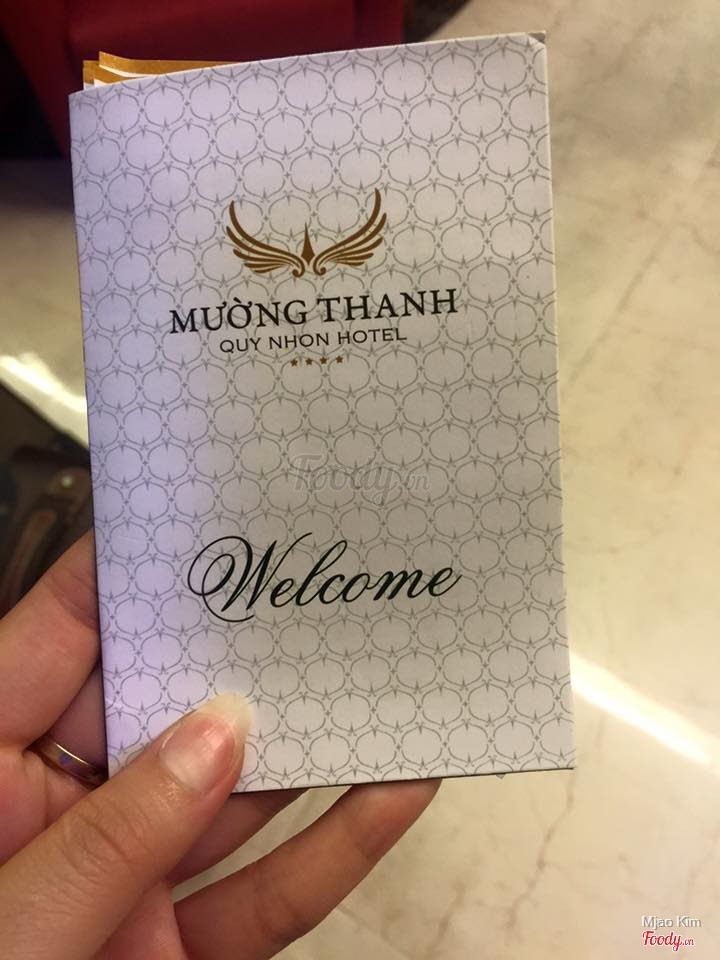 MƯỜNG THANH
QUY NHON HOTEL
Foody.vn
Welcome
Mjao Kim
Foody.vn